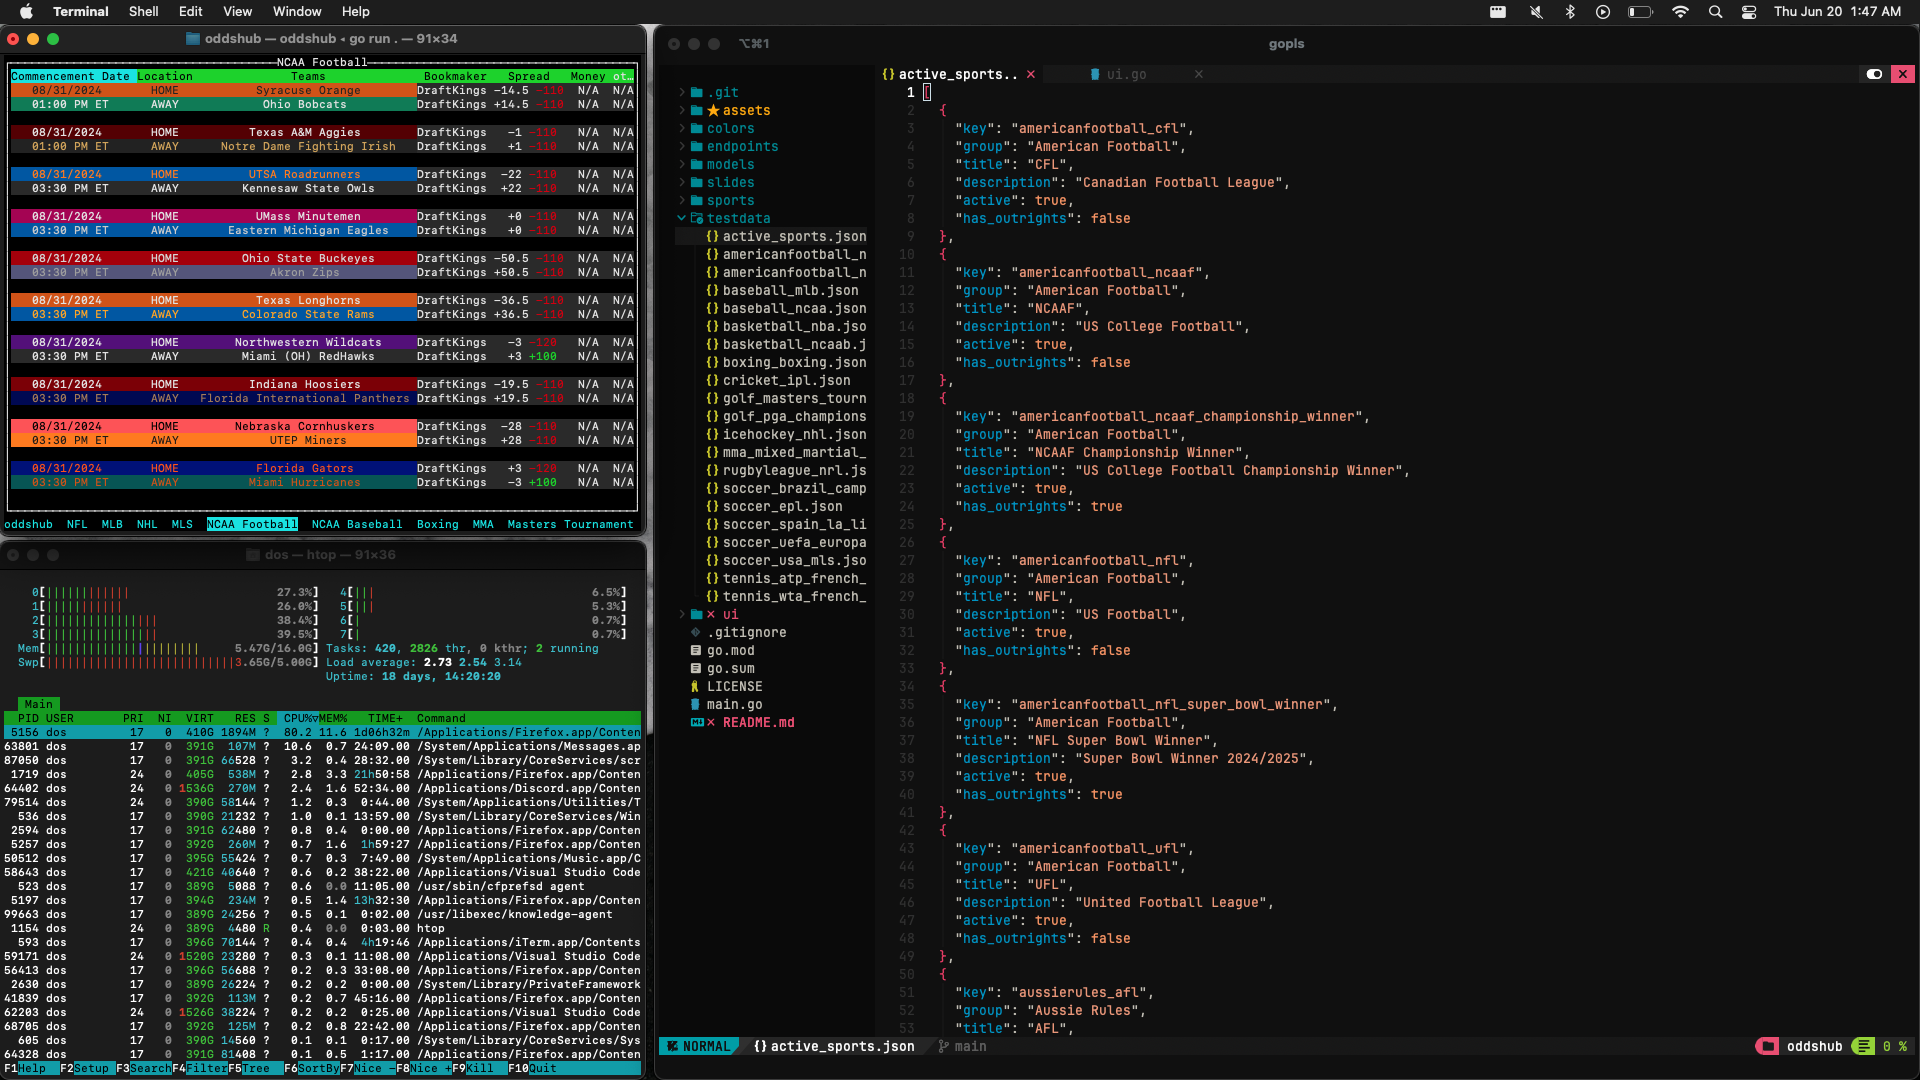 Terminal Shell Edit View Window Help
Thu Jun 20 1:47 AM
oddshub — oddshub ◂ go run . — 91×34
NCAA Football
Commencement Date Location Teams Bookmaker Spread Money ot…
08/31/2024 HOME Syracuse Orange DraftKings −14.5 −110 N/A N/A
01:00 PM ET AWAY Ohio Bobcats DraftKings +14.5 −110 N/A N/A
08/31/2024 HOME Texas A&M Aggies DraftKings −1 −110 N/A N/A
01:00 PM ET AWAY Notre Dame Fighting Irish DraftKings +1 −110 N/A N/A
08/31/2024 HOME UTSA Roadrunners DraftKings −22 −110 N/A N/A
03:30 PM ET AWAY Kennesaw State Owls DraftKings +22 −110 N/A N/A
08/31/2024 HOME UMass Minutemen DraftKings +0 −110 N/A N/A
03:30 PM ET AWAY Eastern Michigan Eagles DraftKings +0 −110 N/A N/A
08/31/2024 HOME Ohio State Buckeyes DraftKings −50.5 −110 N/A N/A
03:30 PM ET AWAY Akron Zips DraftKings +50.5 −110 N/A N/A
08/31/2024 HOME Texas Longhorns DraftKings −36.5 −110 N/A N/A
03:30 PM ET AWAY Colorado State Rams DraftKings +36.5 −110 N/A N/A
08/31/2024 HOME Northwestern Wildcats DraftKings −3 −120 N/A N/A
03:30 PM ET AWAY Miami (OH) RedHawks DraftKings +3 +100 N/A N/A
08/31/2024 HOME Indiana Hoosiers DraftKings −19.5 −110 N/A N/A
03:30 PM ET AWAY Florida International Panthers DraftKings +19.5 −110 N/A N/A
08/31/2024 HOME Nebraska Cornhuskers DraftKings −28 −110 N/A N/A
03:30 PM ET AWAY UTEP Miners DraftKings +28 −110 N/A N/A
08/31/2024 HOME Florida Gators DraftKings +3 −120 N/A N/A
03:30 PM ET AWAY Miami Hurricanes DraftKings −3 +100 N/A N/A
oddshub NFL MLB NHL MLS NCAA Football NCAA Baseball Boxing MMA Masters Tournament
dos — htop — 91×36
0[ 27.3%] 4[ 6.5%]
1[ 26.0%] 5[ 5.3%]
2[ 38.4%] 6[ 0.7%]
3[ 39.5%] 7[ 0.7%]
Mem[ 5.47G/16.0G] Tasks: 420, 2826 thr, 0 kthr; 2 running
Swp[ 3.65G/5.00G] Load average: 2.73 2.54 3.14
Uptime: 18 days, 14:20:20
Main
PID USER PRI NI VIRT RES S CPU%▽MEM% TIME+ Command
5156 dos 17 0 410G 1894M ? 80.2 11.6 1d06h32m /Applications/Firefox.app/Conten
63801 dos 17 0 391G 107M ? 10.6 0.7 24:09.00 /System/Applications/Messages.ap
87050 dos 17 0 391G 66528 ? 3.2 0.4 28:32.00 /System/Library/CoreServices/scr
1719 dos 24 0 405G 538M ? 2.8 3.3 21h50:58 /Applications/Firefox.app/Conten
64402 dos 24 0 1536G 270M ? 2.4 1.6 52:34.00 /Applications/Discord.app/Conten
79514 dos 24 0 390G 58144 ? 1.2 0.3 0:44.00 /System/Applications/Utilities/T
536 dos 24 0 390G 21232 ? 1.0 0.1 13:59.00 /System/Library/CoreServices/Win
2594 dos 17 0 391G 62480 ? 0.8 0.4 0:00.00 /Applications/Firefox.app/Conten
5257 dos 17 0 392G 260M ? 0.7 1.6 1h59:27 /Applications/Firefox.app/Conten
50512 dos 17 0 395G 55424 ? 0.7 0.3 7:49.00 /System/Applications/Music.app/C
58643 dos 17 0 421G 40640 ? 0.6 0.2 38:22.00 /Applications/Visual Studio Code
523 dos 17 0 389G 5088 ? 0.6 0.0 11:05.00 /usr/sbin/cfprefsd agent
5197 dos 17 0 394G 234M ? 0.5 1.4 13h32:30 /Applications/Firefox.app/Conten
99663 dos 17 0 389G 24256 ? 0.5 0.1 0:02.00 /usr/libexec/knowledge-agent
1154 dos 24 0 389G 4480 R 0.4 0.0 0:03.00 htop
593 dos 17 0 396G 70144 ? 0.4 0.4 4h19:46 /Applications/iTerm.app/Contents
59171 dos 24 0 1520G 23280 ? 0.3 0.1 11:08.00 /Applications/Visual Studio Code
56413 dos 17 0 396G 56688 ? 0.2 0.3 33:08.00 /Applications/Firefox.app/Conten
2630 dos 17 0 389G 26224 ? 0.2 0.2 0:00.00 /System/Library/PrivateFramework
41839 dos 17 0 392G 113M ? 0.2 0.7 45:16.00 /Applications/Firefox.app/Conten
62203 dos 24 0 1526G 38224 ? 0.2 0.2 0:25.00 /Applications/Visual Studio Code
68705 dos 17 0 392G 125M ? 0.2 0.8 22:42.00 /Applications/Firefox.app/Conten
605 dos 17 0 390G 14560 ? 0.1 0.1 0:17.00 /System/Library/CoreServices/Sys
64328 dos 17 0 391G 81408 ? 0.1 0.5 1:17.00 /Applications/Firefox.app/Conten
F1Help F2Setup F3SearchF4FilterF5Tree F6SortByF7Nice −F8Nice +F9Kill F10Quit
⌥⌘1 gopls
.git
★ assets
colors
endpoints
models
slides
sports
testdata
{} active_sports.json
{} americanfootball_n
{} americanfootball_n
{} baseball_mlb.json
{} baseball_ncaa.json
{} basketball_nba.jso
{} basketball_ncaab.j
{} boxing_boxing.json
{} cricket_ipl.json
{} golf_masters_tourn
{} golf_pga_champions
{} icehockey_nhl.json
{} mma_mixed_martial_
{} rugbyleague_nrl.js
{} soccer_brazil_camp
{} soccer_epl.json
{} soccer_spain_la_li
{} soccer_uefa_europa
{} soccer_usa_mls.json
{} tennis_atp_french_
{} tennis_wta_french_
× ui
.gitignore
go.mod
go.sum
LICENSE
main.go
× README.md
{} active_sports.. × ui.go ×
1 [
2 {
3 "key": "americanfootball_cfl",
4 "group": "American Football",
5 "title": "CFL",
6 "description": "Canadian Football League",
7 "active": true,
8 "has_outrights": false
9 },
10 {
11 "key": "americanfootball_ncaaf",
12 "group": "American Football",
13 "title": "NCAAF",
14 "description": "US College Football",
15 "active": true,
16 "has_outrights": false
17 },
18 {
19 "key": "americanfootball_ncaaf_championship_winner",
20 "group": "American Football",
21 "title": "NCAAF Championship Winner",
22 "description": "US College Football Championship Winner",
23 "active": true,
24 "has_outrights": true
25 },
26 {
27 "key": "americanfootball_nfl",
28 "group": "American Football",
29 "title": "NFL",
30 "description": "US Football",
31 "active": true,
32 "has_outrights": false
33 },
34 {
35 "key": "americanfootball_nfl_super_bowl_winner",
36 "group": "American Football",
37 "title": "NFL Super Bowl Winner",
38 "description": "Super Bowl Winner 2024/2025",
39 "active": true,
40 "has_outrights": true
41 },
42 {
43 "key": "americanfootball_ufl",
44 "group": "American Football",
45 "title": "UFL",
46 "description": "United Football League",
47 "active": true,
48 "has_outrights": false
49 },
50 {
51 "key": "aussierules_afl",
52 "group": "Aussie Rules",
53 "title": "AFL",
NORMAL {} active_sports.json main oddshub 0 %